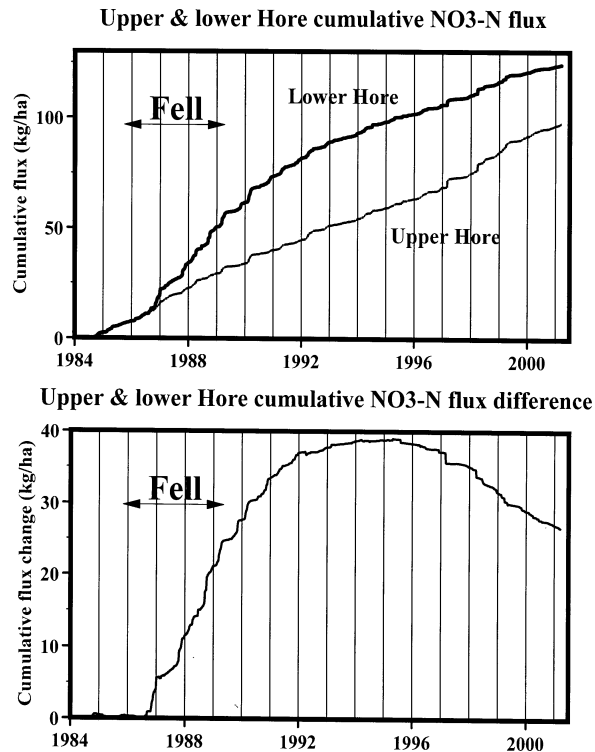 Upper & lower Hore cumulative NO3-N flux
Cumulative flux (kg/ha)
100
50
0
Fell
Lower Hore
Upper Hore
1984
1988
1992
1996
2000
Upper & lower Hore cumulative NO3-N flux difference
Cumulative flux change (kg/ha)
40
30
20
10
0
Fell
1984
1988
1992
1996
2000